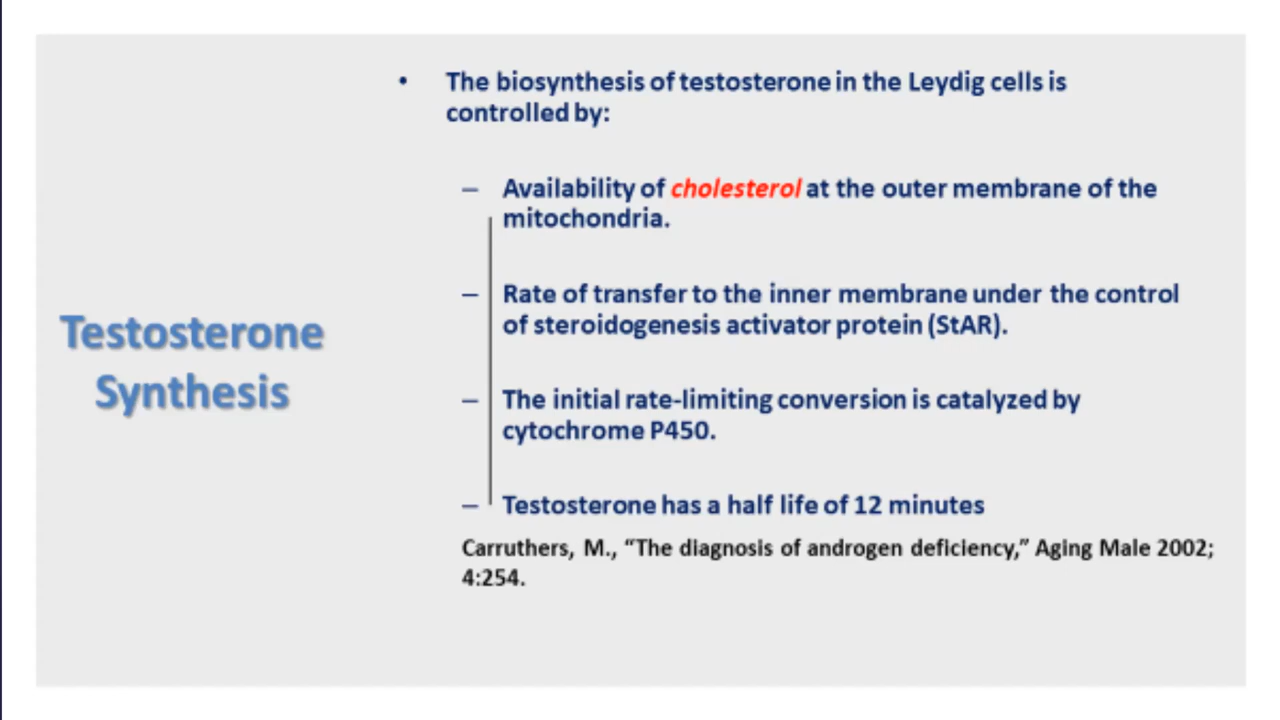 Testosterone
Synthesis
• The biosynthesis of testosterone in the Leydig cells is
controlled by:
– Availability of cholesterol at the outer membrane of the
mitochondria.
– Rate of transfer to the inner membrane under the control
of steroidogenesis activator protein (StAR).
– The initial rate-limiting conversion is catalyzed by
cytochrome P450.
– Testosterone has a half life of 12 minutes
Carruthers, M., “The diagnosis of androgen deficiency,” Aging Male 2002;
4:254.